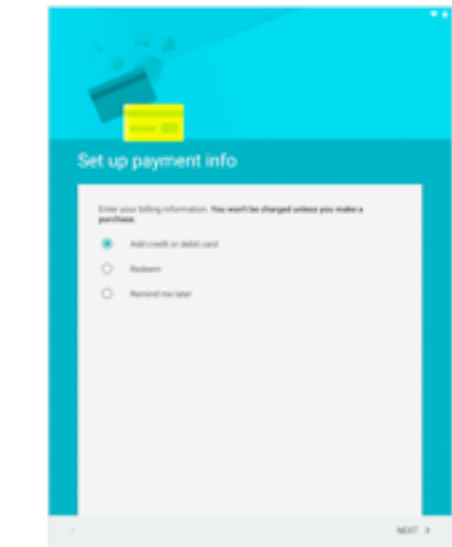 Set up payment info
Enter your billing information. You won't be charged unless you make a
purchase.
Add credit or debit card
Redeem
Remind me later
NEXT